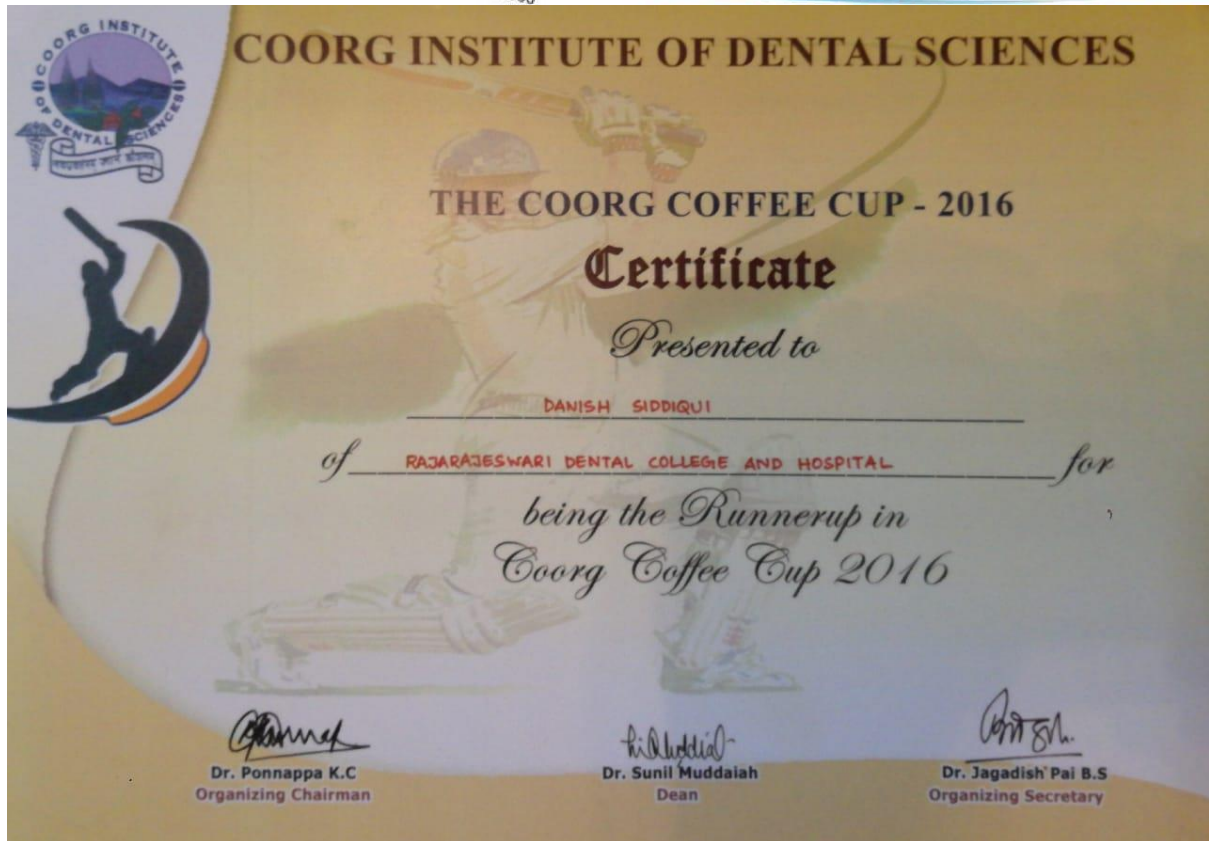 COORG INSTITUTE OF DENTAL SCIENCES
COORG INSTITUTE
OF DENTAL SCIENCES
THE COORG COFFEE CUP - 2016
Certificate
Presented to
DANISH SIDDIQUI
of RAJARAJESWARI DENTAL COLLEGE AND HOSPITAL for
being the Runnerup in
Coorg Coffee Cup 2016
Dr. Ponnappa K.C
Organizing Chairman
Dr. Sunil Muddaiah
Dean
Dr. Jagadish Pai B.S
Organizing Secretary